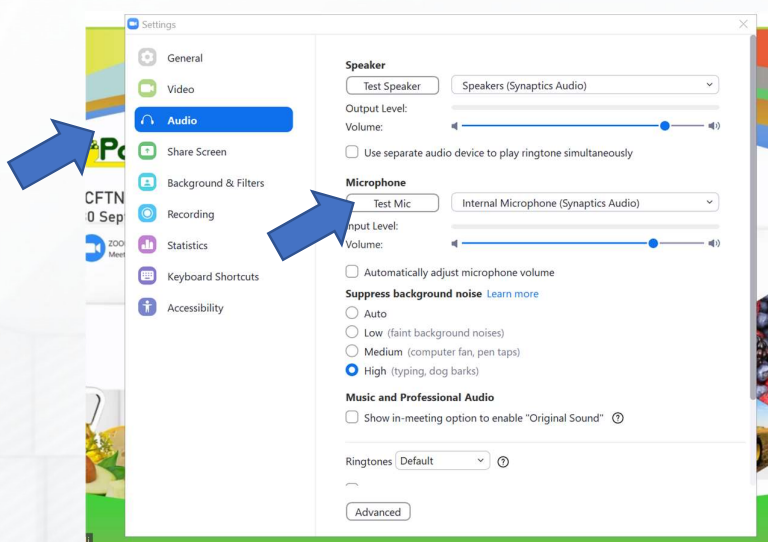 Settings
General
Video
Audio
Share Screen
Background & Filters
Recording
Statistics
Keyboard Shortcuts
Accessibility
Speaker
Test Speaker Speakers (Synaptics Audio)
Output Level:
Volume:
Use separate audio device to play ringtone simultaneously
Microphone
Test Mic Internal Microphone (Synaptics Audio)
Input Level:
Volume:
Automatically adjust microphone volume
Suppress background noise Learn more
Auto
Low (faint background noises)
Medium (computer fan, pen taps)
High (typing, dog barks)
Music and Professional Audio
Show in-meeting option to enable "Original Sound" ?
Ringtones Default ?
Advanced
CFTN
0 Sep